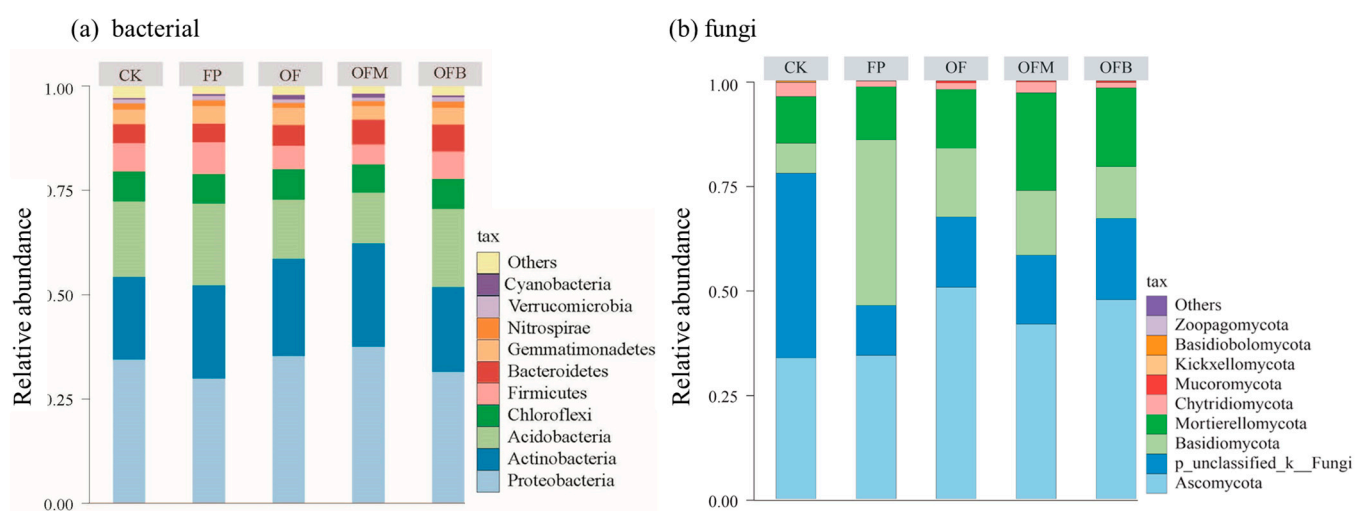 (a) bacterial
CK FP OF OFM OFB
1.00
0.75
0.50
0.25
0.00
Relative abundance
tax
Others
Cyanobacteria
Verrucomicrobia
Nitrospirae
Gemmatimonadetes
Bacteroidetes
Firmicutes
Chloroflexi
Acidobacteria
Actinobacteria
Proteobacteria
(b) fungi
CK FP OF OFM OFB
1.00
0.75
0.50
0.25
0.00
Relative abundance
tax
Others
Zoopagomycota
Basidiobolomycota
Kickxellomycota
Mucoromycota
Chytridiomycota
Mortierellomycota
Basidiomycota
p_unclassified_k__Fungi
Ascomycota